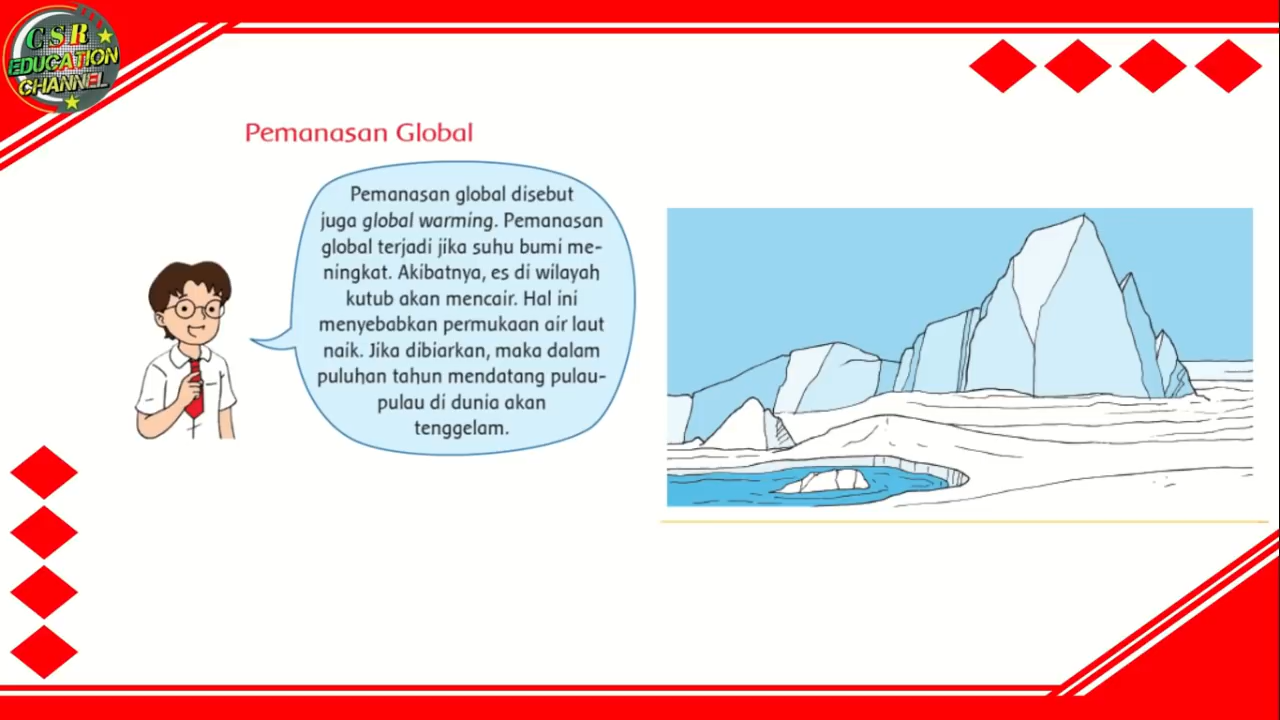 CSR
EDUCATION
CHANNEL
Pemanasan Global
Pemanasan global disebut
juga global warming. Pemanasan
global terjadi jika suhu bumi me-
ningkat. Akibatnya, es di wilayah
kutub akan mencair. Hal ini
menyebabkan permukaan air laut
naik. Jika dibiarkan, maka dalam
puluhan tahun mendatang pulau-
pulau di dunia akan
tenggelam.